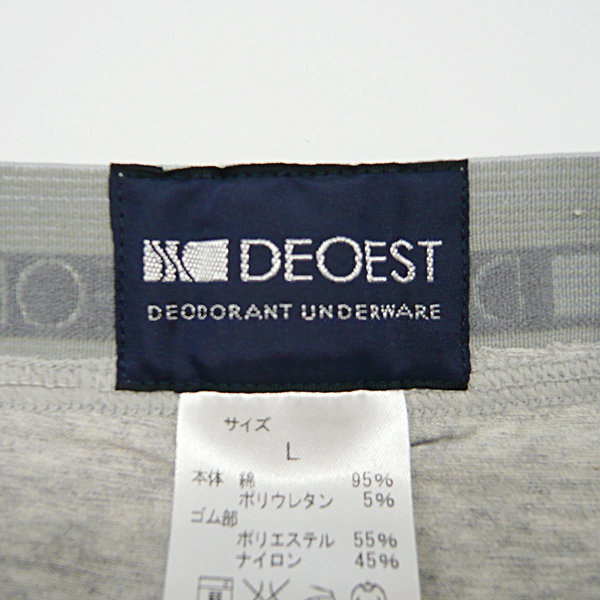 DEOEST
DEODORANT UNDERWARE
サイズ
L
本体 綿 95%
ポリウレタン 5%
ゴム部
ポリエステル 55%
ナイロン 45%